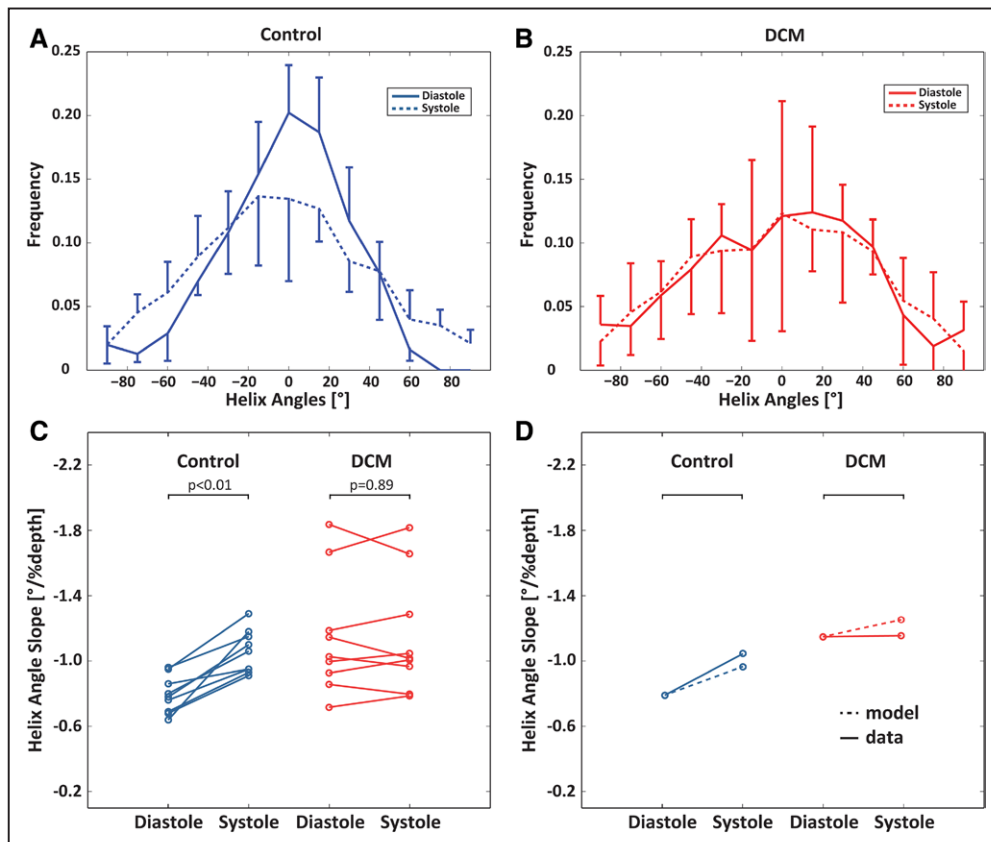 A
Control
0.25
0.20
0.15
0.10
0.05
0
Frequency
Diastole
Systole
−80 −60 −40 −20 0 20 40 60 80
Helix Angles [°]
B
DCM
0.25
0.20
0.15
0.10
0.05
0
Frequency
Diastole
Systole
−80 −60 −40 −20 0 20 40 60 80
Helix Angles [°]
C
Control
DCM
p<0.01
p=0.89
-2.2
-1.8
-1.4
-1.0
-0.6
-0.2
Helix Angle Slope [°/%depth]
Diastole Systole Diastole Systole
D
Control
DCM
-2.2
-1.8
-1.4
-1.0
-0.6
-0.2
Helix Angle Slope [°/%depth]
model
data
Diastole Systole Diastole Systole